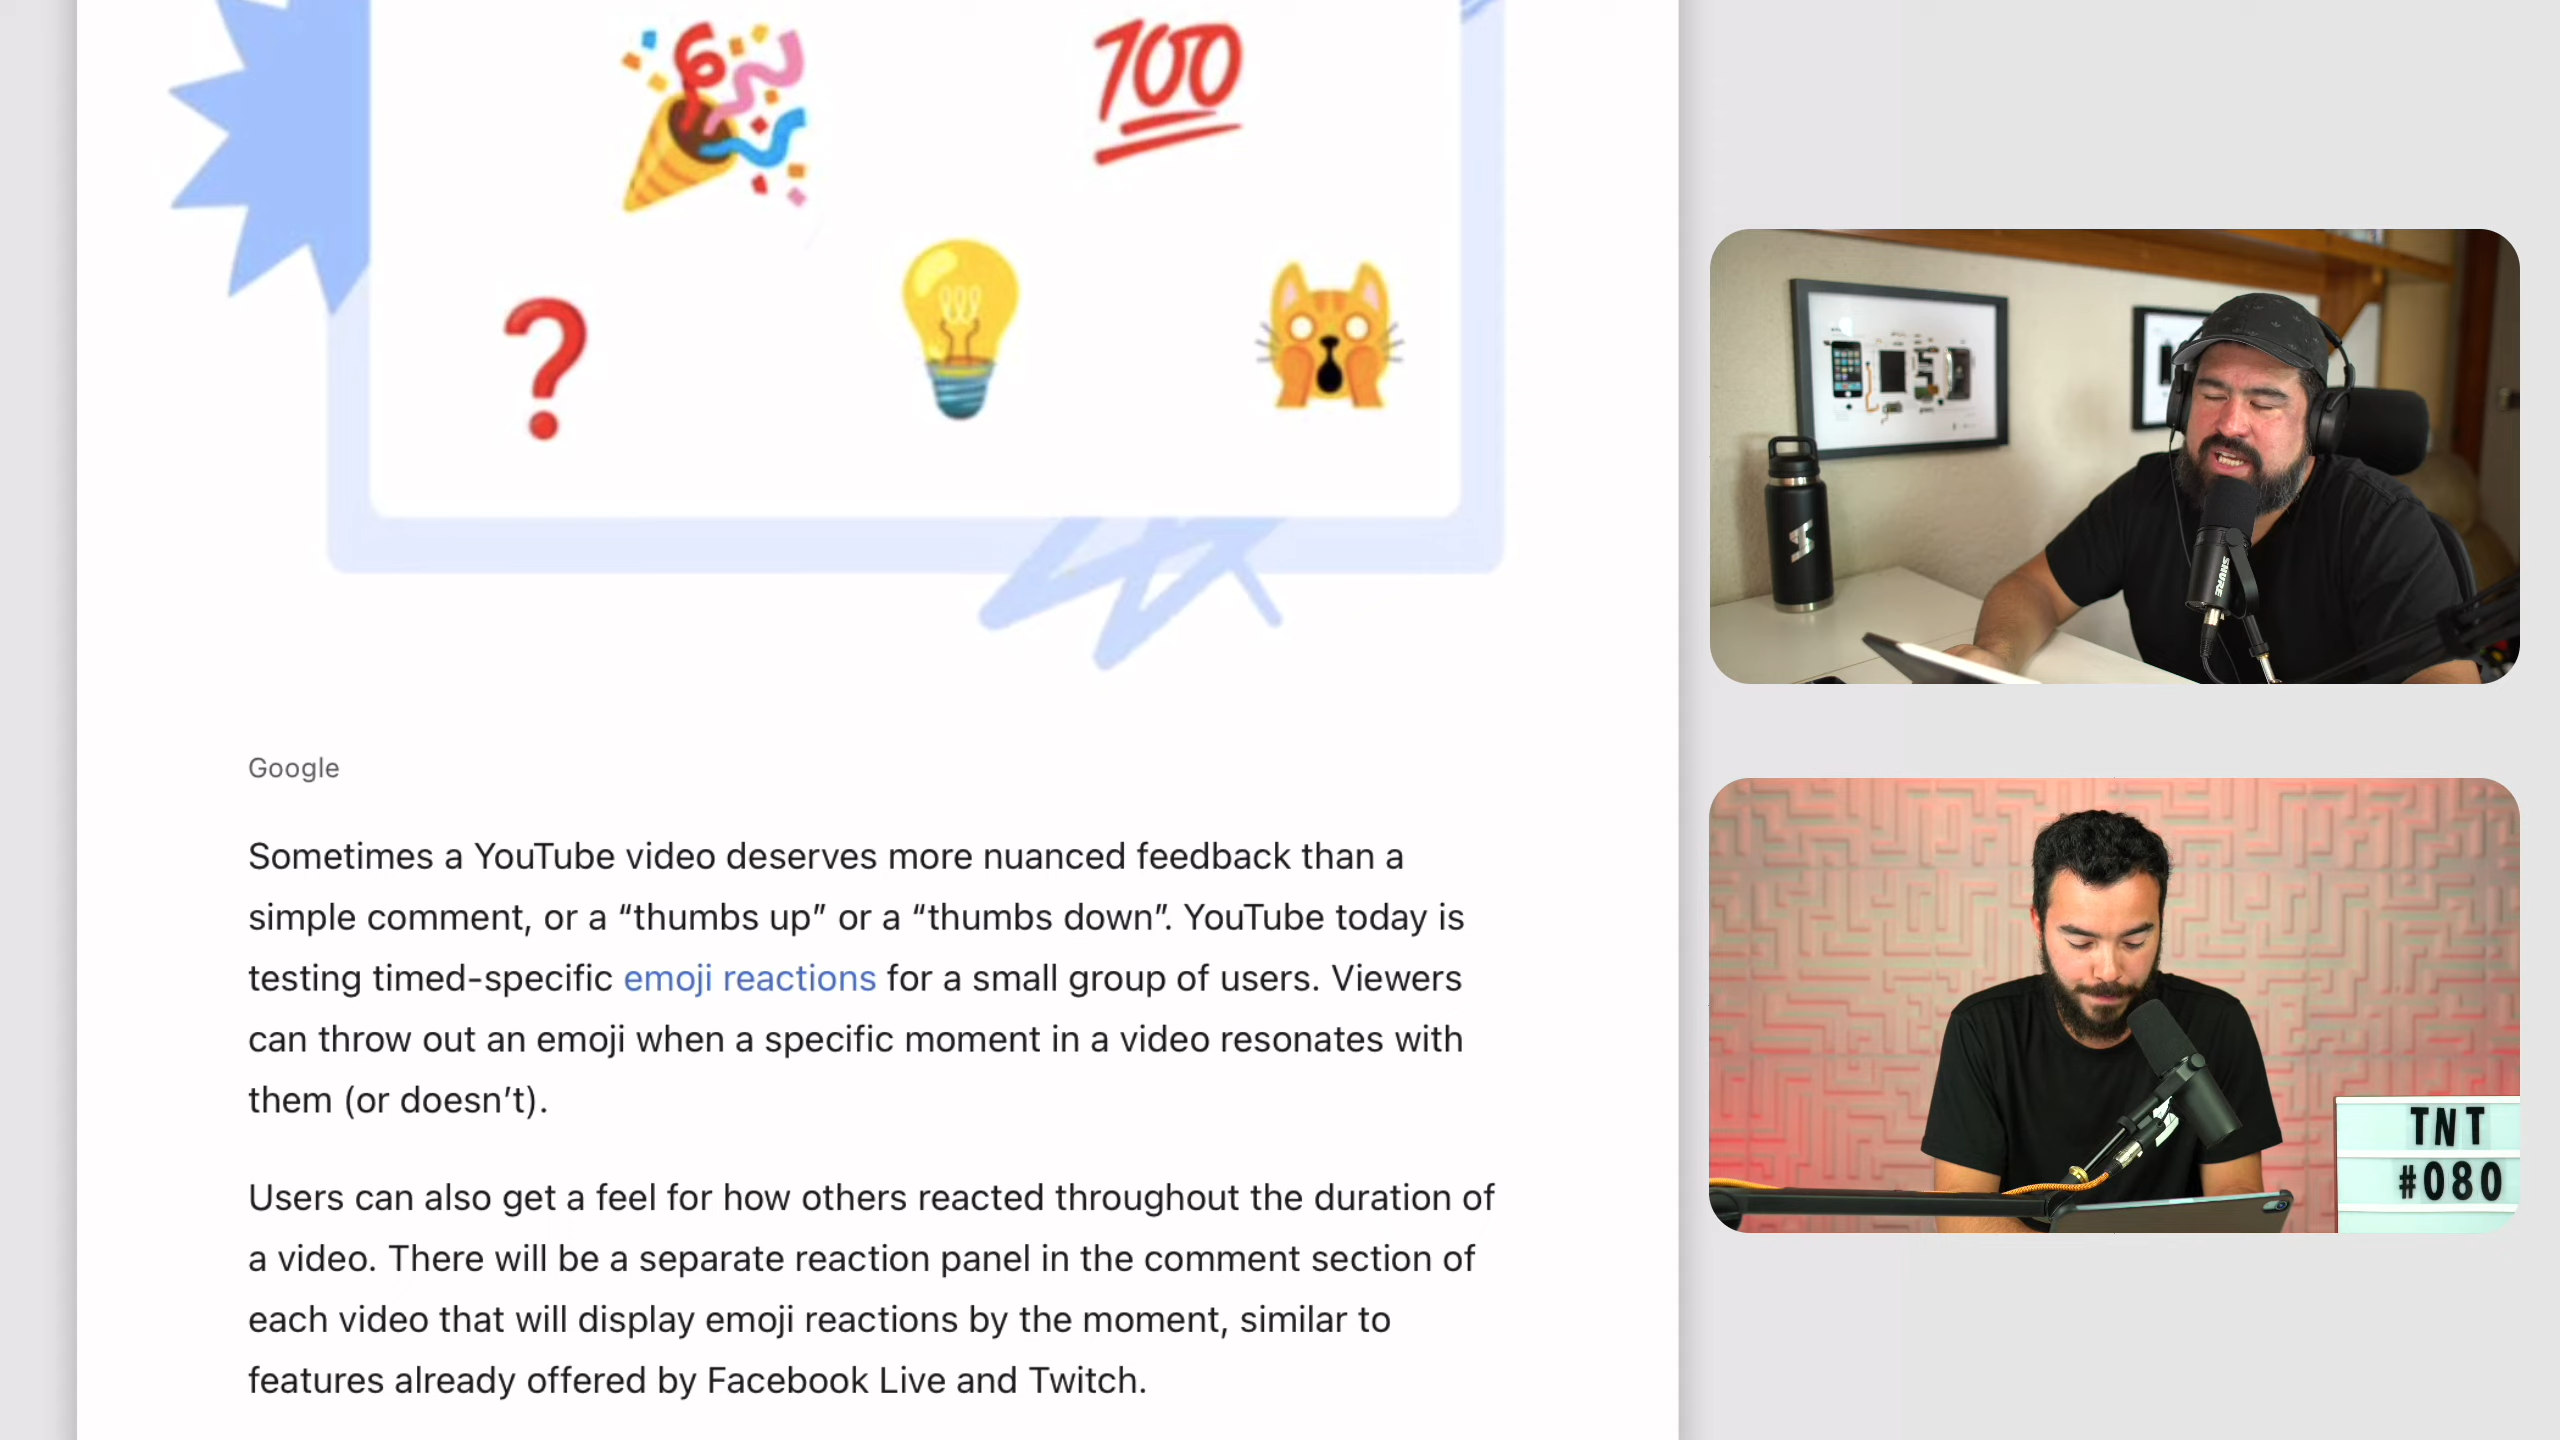 100
Google
Sometimes a YouTube video deserves more nuanced feedback than a
simple comment, or a “thumbs up” or a “thumbs down”. YouTube today is
testing timed-specific emoji reactions for a small group of users. Viewers
can throw out an emoji when a specific moment in a video resonates with
them (or doesn’t).
Users can also get a feel for how others reacted throughout the duration of
a video. There will be a separate reaction panel in the comment section of
each video that will display emoji reactions by the moment, similar to
features already offered by Facebook Live and Twitch.
SHURE
TNT
#080